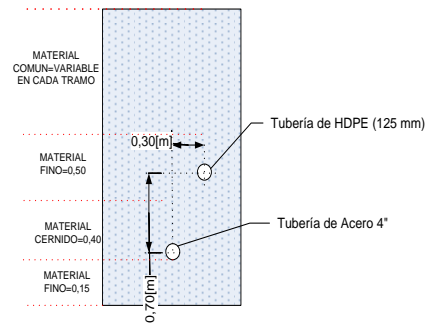 MATERIAL
COMUN=VARIABLE
EN CADA TRAMO
Tubería de HDPE (125 mm)
0,30[m]
MATERIAL
FINO=0,50
MATERIAL
CERNIDO=0,40
Tubería de Acero 4"
MATERIAL
FINO=0,15
0,70[m]